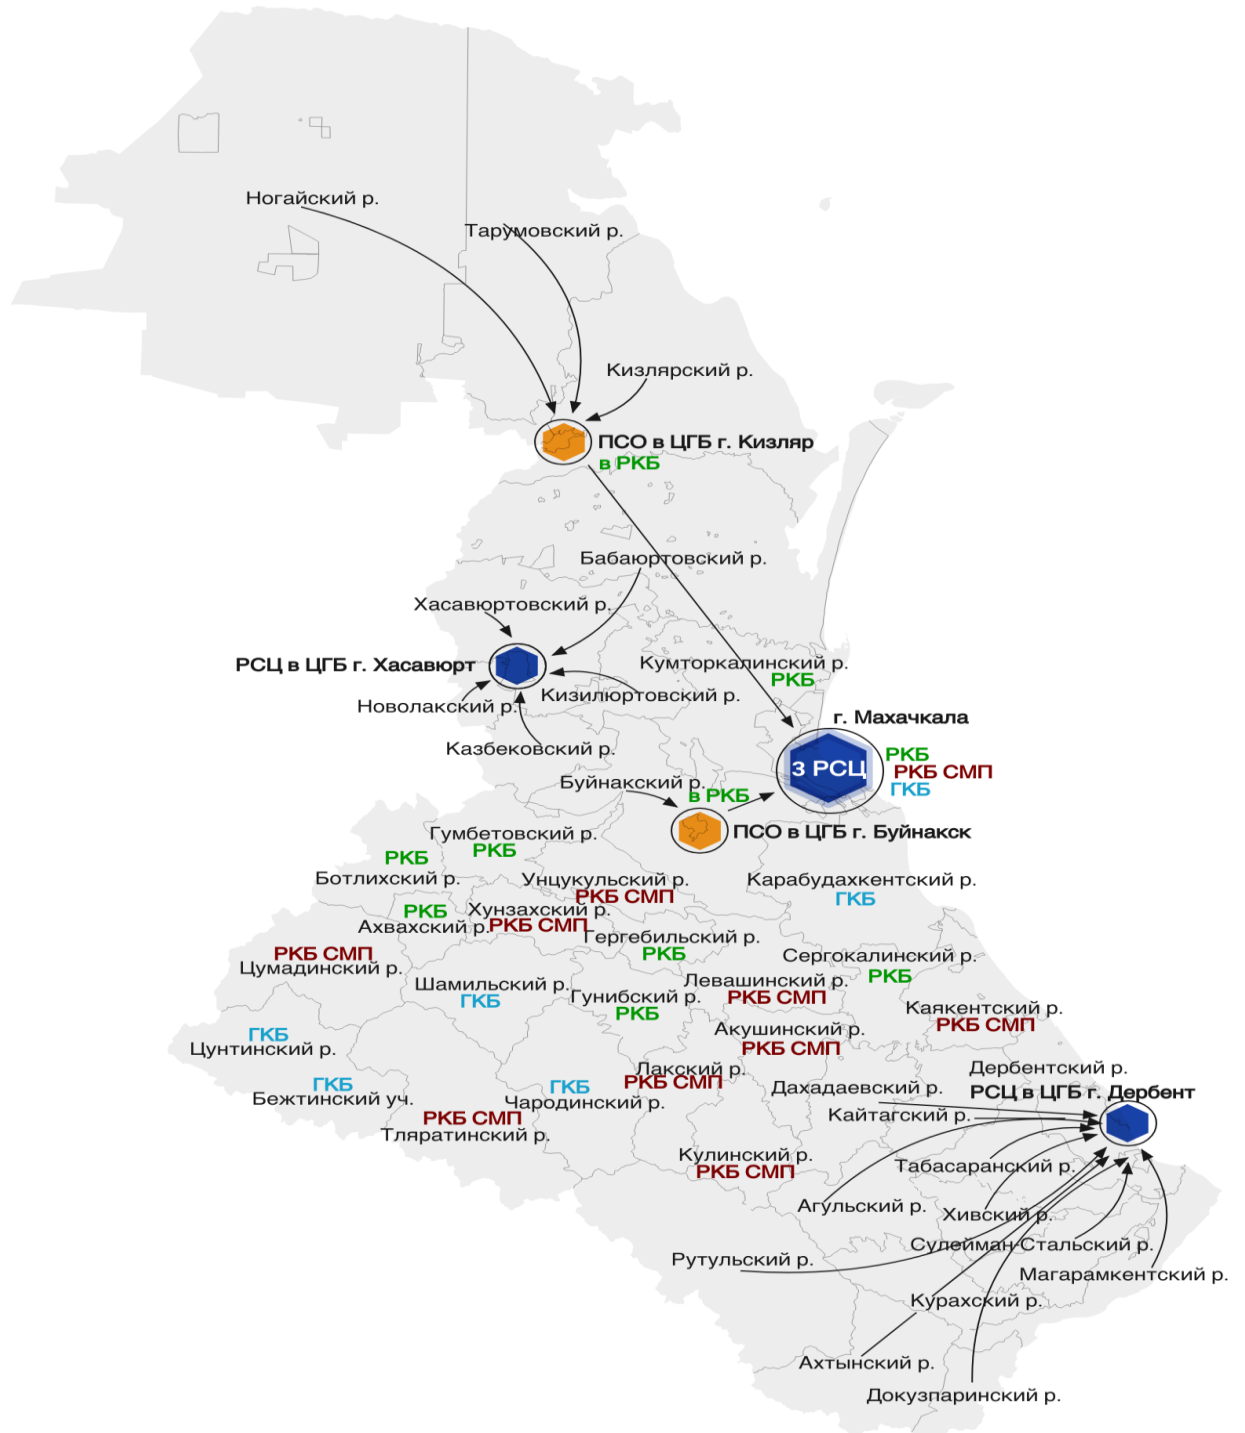 Ногайский р.
Тарумовский р.
Кизлярский р.
ПСО в ЦГБ г. Кизляр
в РКБ
Бабаюртовский р.
Хасавюртовский р.
РСЦ в ЦГБ г. Хасавюрт
Кумторкалинский р.
РКБ
Кизилюртовский р.
Новолакский р.
Казбековский р.
г. Махачкала
3 РСЦ
РКБ
РКБ СМП
ГКБ
Буйнакский р.
в РКБ
ПСО в ЦГБ г. Буйнакск
Гумбетовский р.
РКБ
РКБ
Ботлихский р.
Унцукульский р.
РКБ СМП
Карабудахкентский р.
ГКБ
РКБ
Ахвахский р.
Хунзахский р.
РКБ СМП
Гергебильский р.
РКБ
РКБ СМП
Цумадинский р.
Сергокалинский р.
РКБ
Шамильский р.
ГКБ
Левашинский р.
РКБ СМП
Гунибский р.
РКБ
Каякентский р.
РКБ СМП
ГКБ
Цунтинский р.
Акушинский р.
РКБ СМП
Лакский р.
РКБ СМП
Дербентский р.
РСЦ в ЦГБ г. Дербент
ГКБ
Бежтинский уч.
ГКБ
Чародинский р.
Дахадаевский р.
Кайтагский р.
РКБ СМП
Тляратинский р.
Кулинский р.
РКБ СМП
Табасаранский р.
Агульский р.
Хивский р.
Сулейман-Стальский р.
Рутульский р.
Магарамкентский р.
Курахский р.
Ахтынский р.
Докузпаринский р.